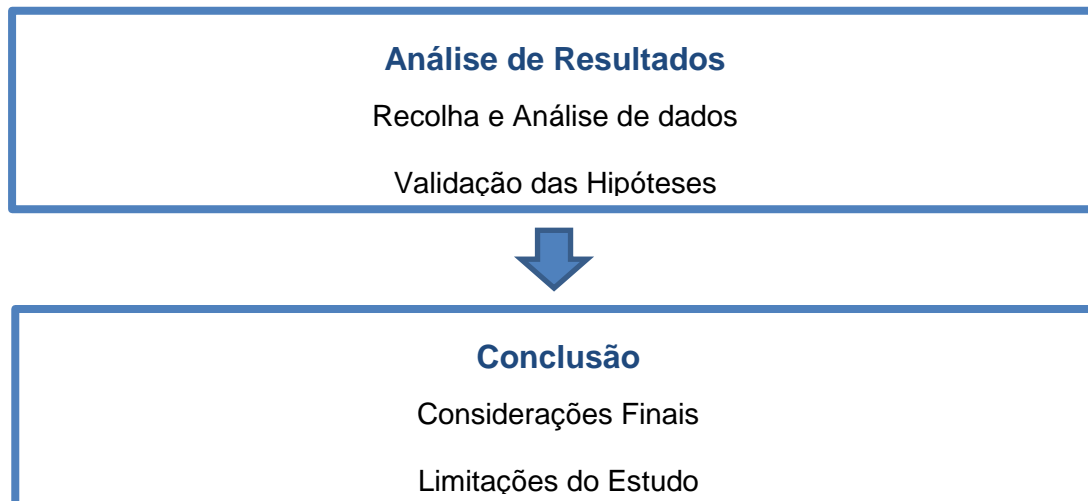 Análise de Resultados
Recolha e Análise de dados
Validação das Hipóteses
Conclusão
Considerações Finais
Limitações do Estudo